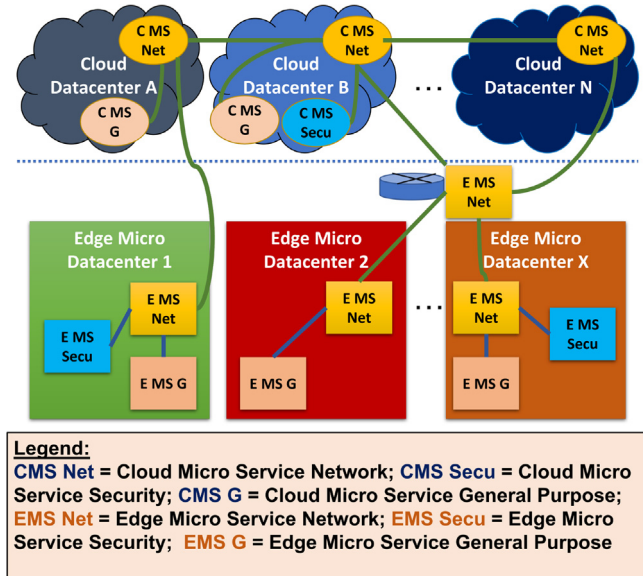 C MS
Net
C MS
Net
C MS
Net
Cloud
Datacenter A
Cloud
Datacenter B
...
Cloud
Datacenter N
C MS
G
C MS
G
C MS
Secu
E MS
Net
Edge Micro
Datacenter 1
Edge Micro
Datacenter 2
Edge Micro
Datacenter X
E MS
Net
E MS
Net
...
E MS
Net
E MS
Secu
E MS
Secu
E MS G
E MS G
E MS G
Legend:
CMS Net = Cloud Micro Service Network; CMS Secu = Cloud Micro
Service Security; CMS G = Cloud Micro Service General Purpose;
EMS Net = Edge Micro Service Network; EMS Secu = Edge Micro
Service Security; EMS G = Edge Micro Service General Purpose